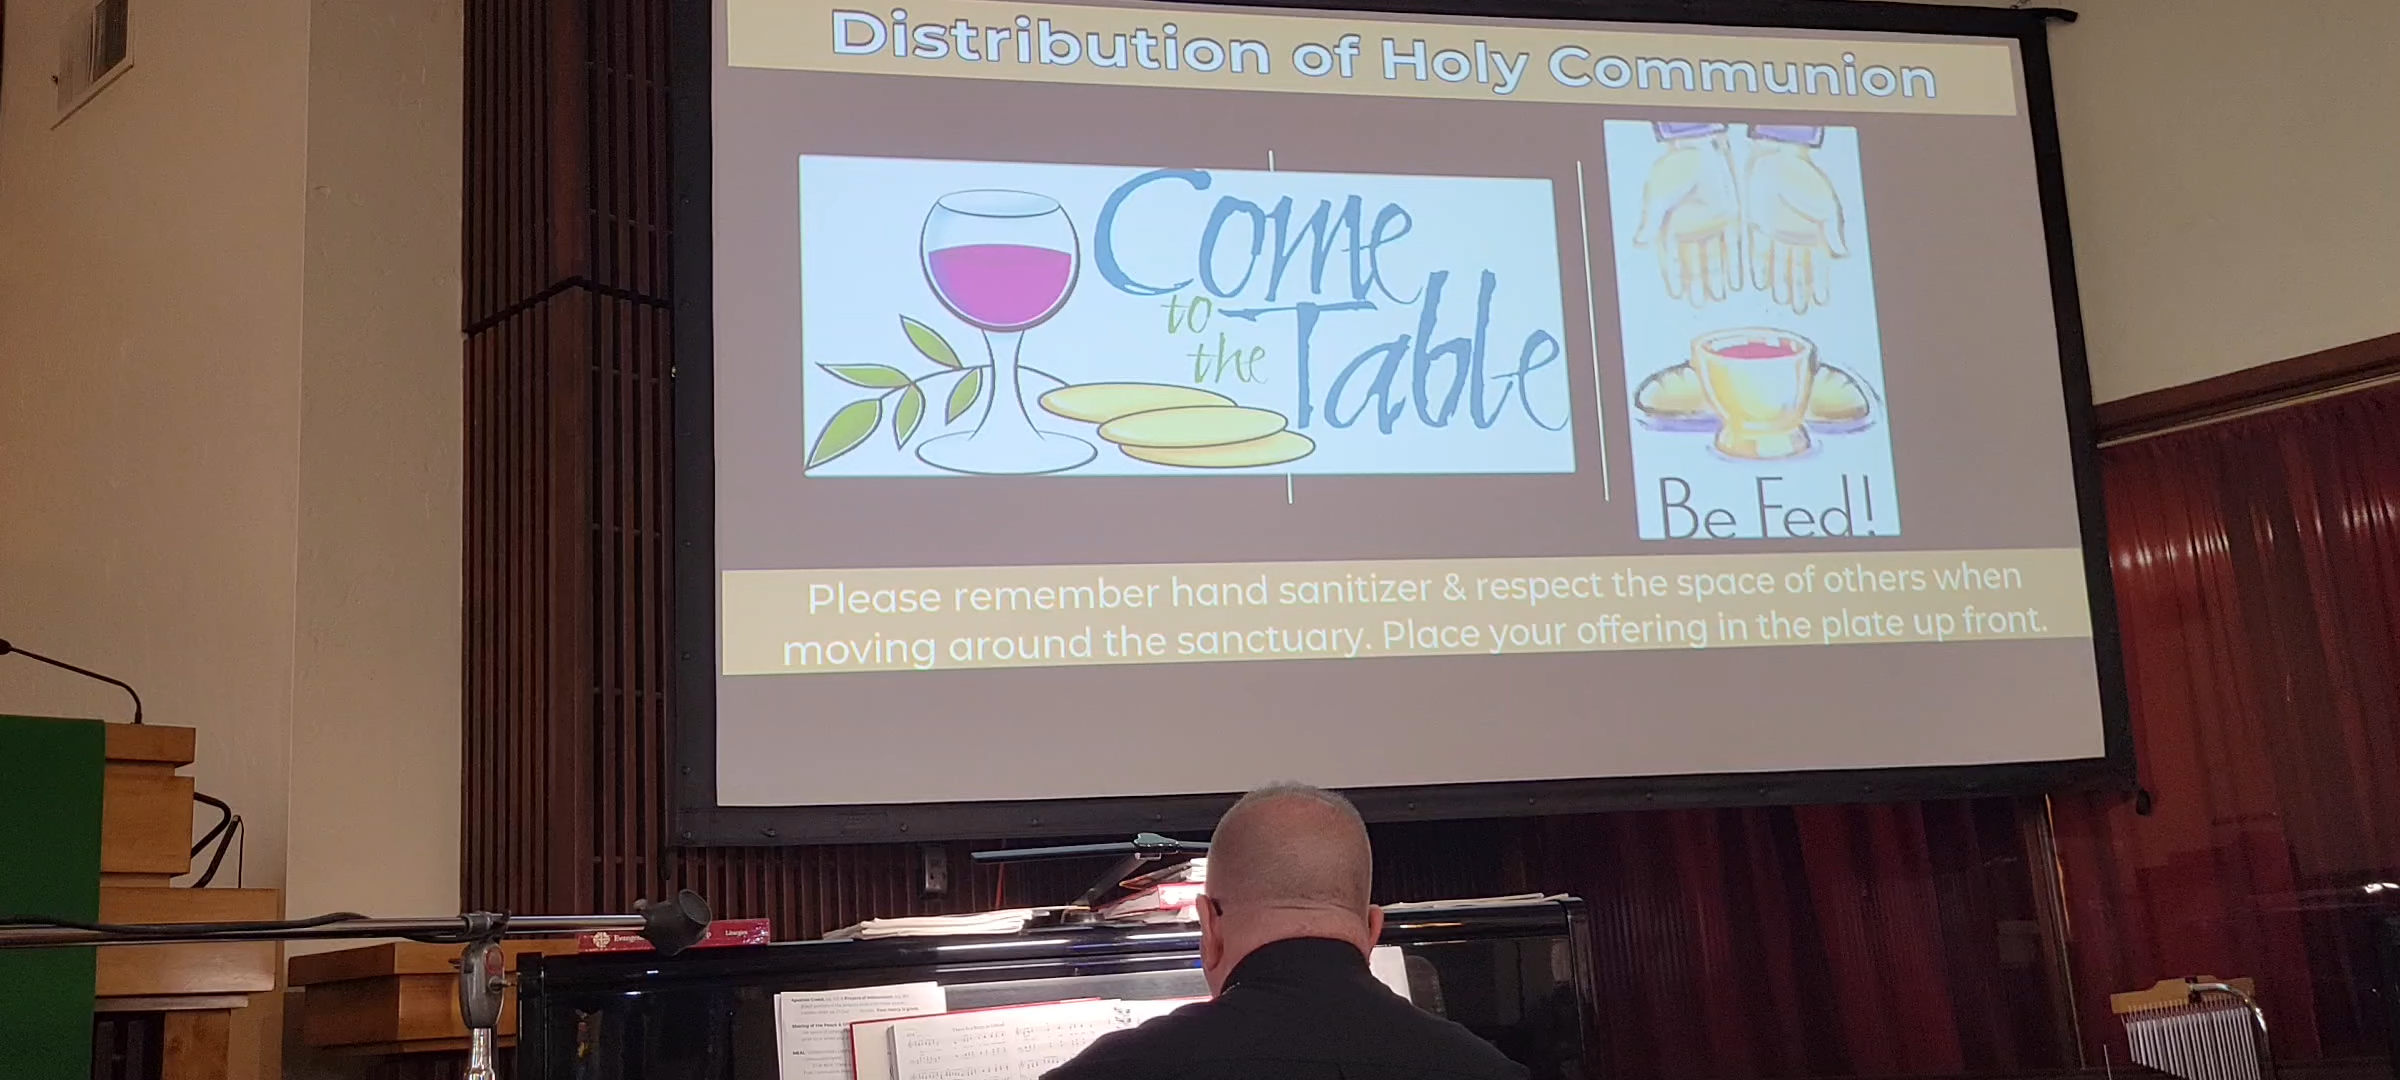 Distribution of Holy Communion
Come
to
the
Table
Be Fed!
Please remember hand sanitizer & respect the space of others when
moving around the sanctuary. Place your offering in the plate up front.
Liturgies